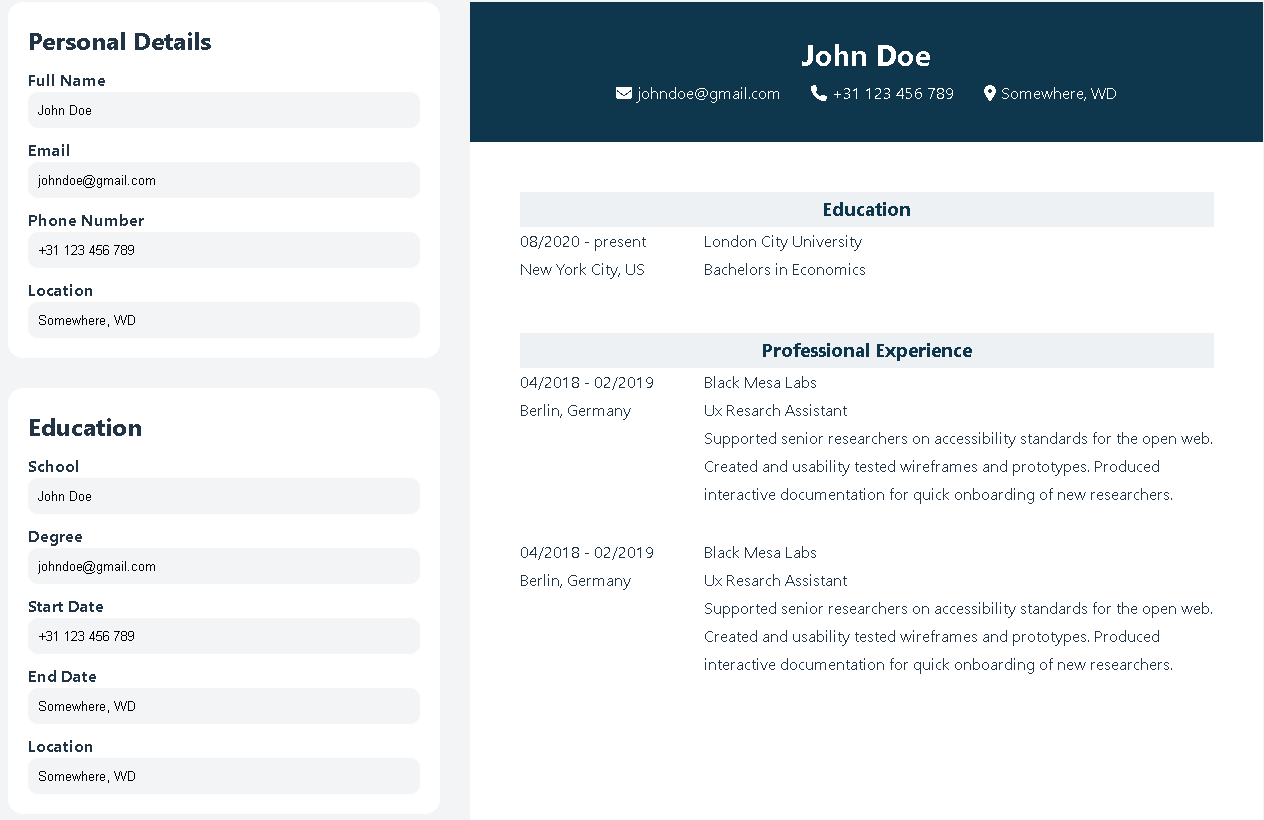 Personal Details
Full Name
John Doe
Email
johndoe@gmail.com
Phone Number
+31 123 456 789
Location
Somewhere, WD
Education
School
John Doe
Degree
johndoe@gmail.com
Start Date
+31 123 456 789
End Date
Somewhere, WD
Location
Somewhere, WD
John Doe
johndoe@gmail.com +31 123 456 789 Somewhere, WD
Education
08/2020 - present London City University
New York City, US Bachelors in Economics
Professional Experience
04/2018 - 02/2019 Black Mesa Labs
Berlin, Germany Ux Resarch Assistant
Supported senior researchers on accessibility standards for the open web.
Created and usability tested wireframes and prototypes. Produced
interactive documentation for quick onboarding of new researchers.
04/2018 - 02/2019 Black Mesa Labs
Berlin, Germany Ux Resarch Assistant
Supported senior researchers on accessibility standards for the open web.
Created and usability tested wireframes and prototypes. Produced
interactive documentation for quick onboarding of new researchers.